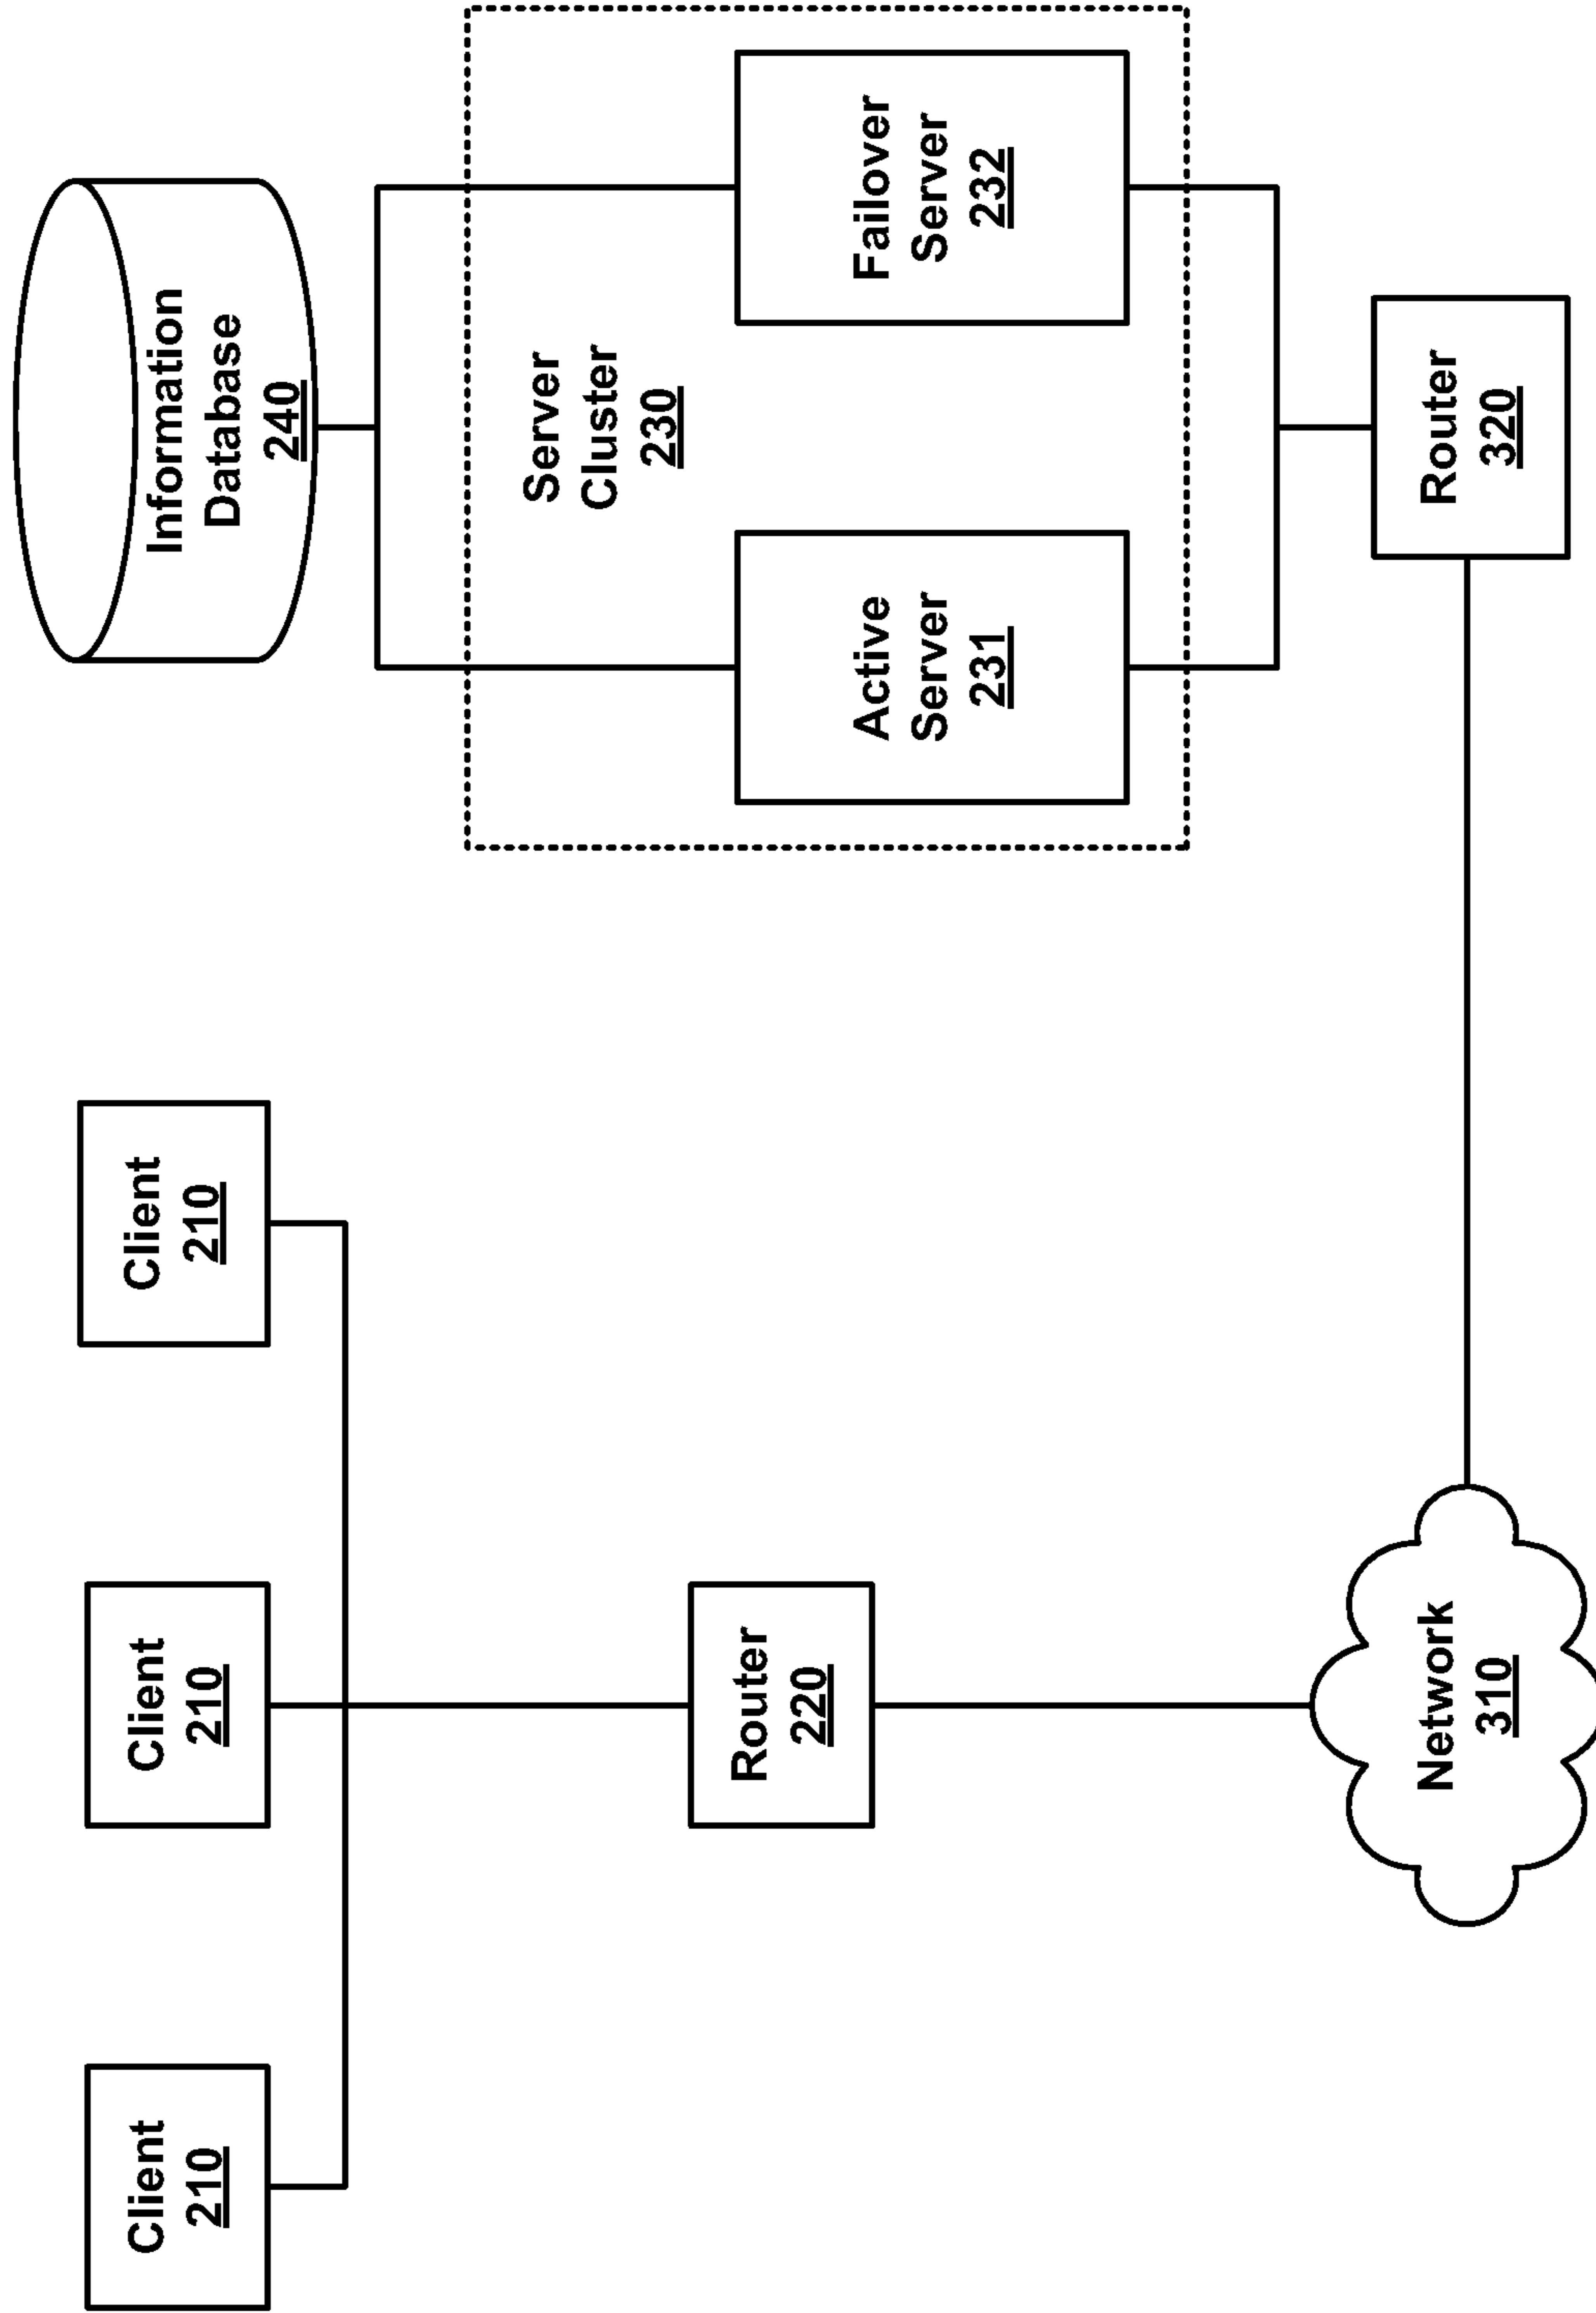 Client
210
Client
210
Client
210
Router
220
Network
310
Information
Database
240
Server
Cluster
230
Active
Server
231
Failover
Server
232
Router
320